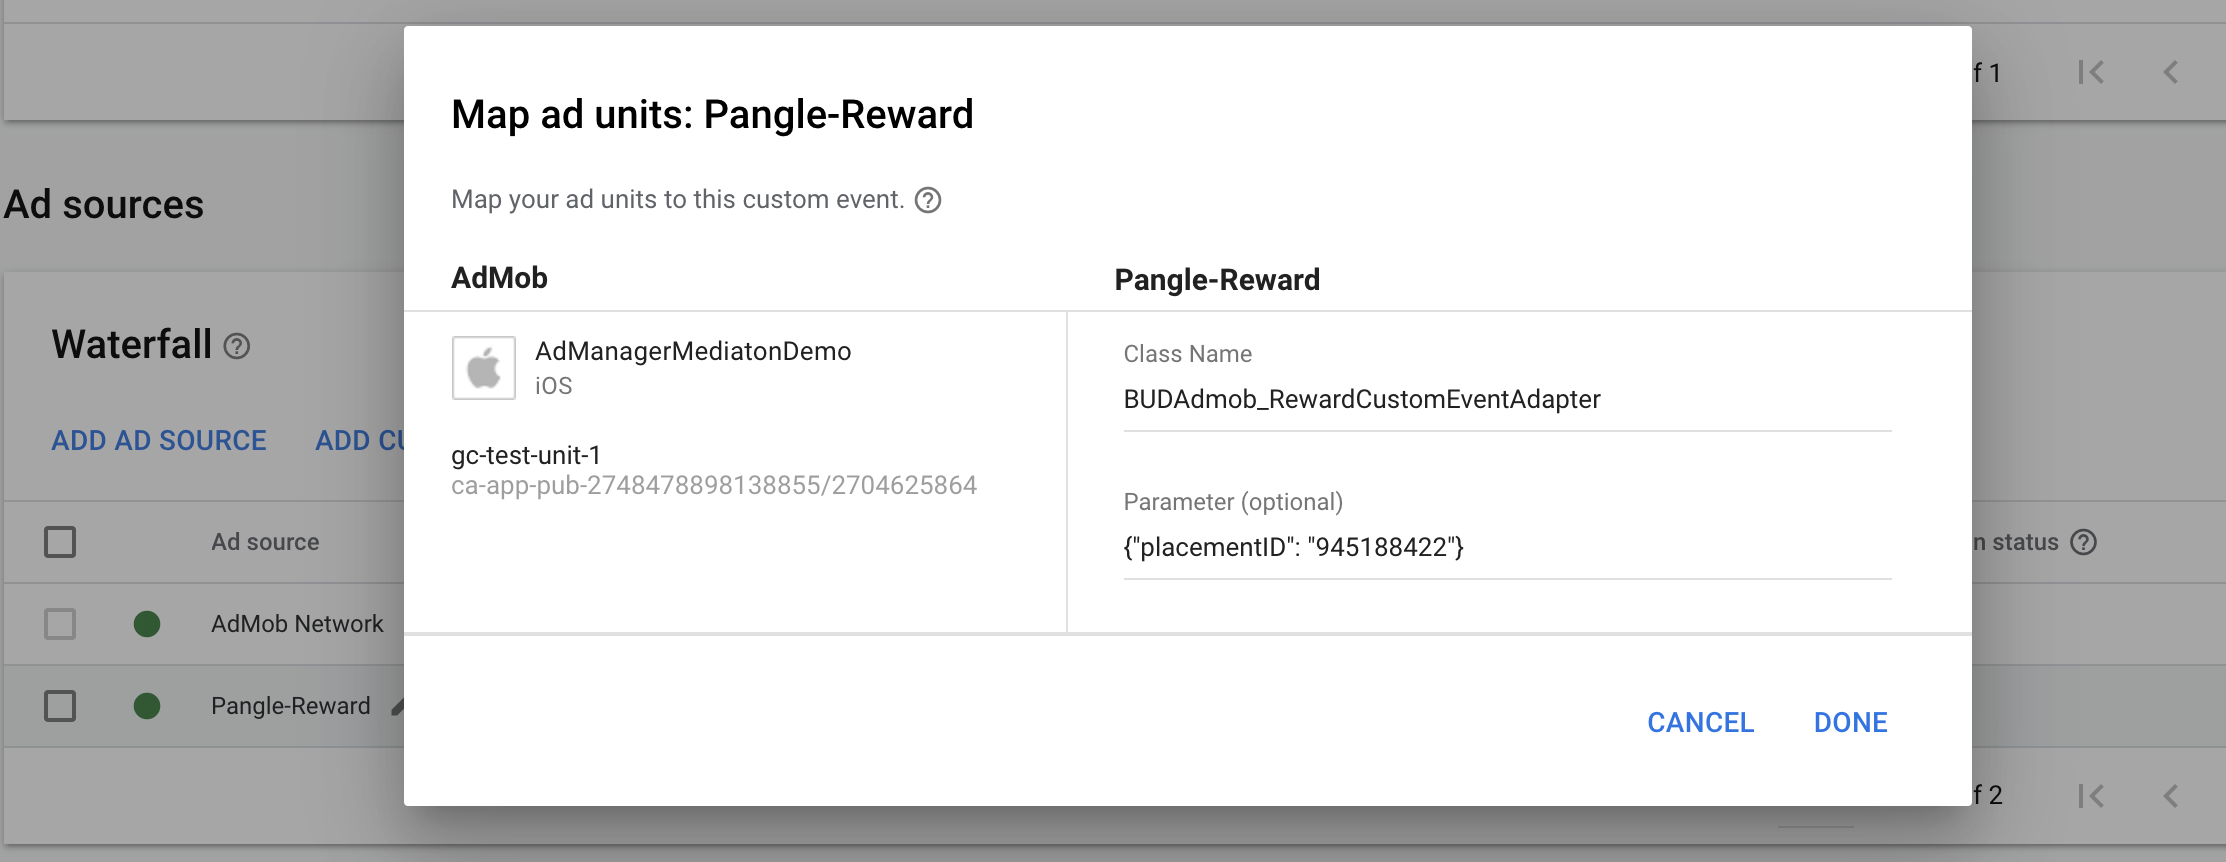 f 1
Map ad units: Pangle-Reward
Map your ad units to this custom event.
Ad sources
AdMob
Pangle-Reward
Waterfall
AdManagerMediatonDemo
iOS
Class Name
BUDAdmob_RewardCustomEventAdapter
ADD AD SOURCE
ADD CU
gc-test-unit-1
ca-app-pub-2748478898138855/2704625864
Parameter (optional)
{"placementID": "945188422"}
Ad source
n status
AdMob Network
Pangle-Reward
CANCEL
DONE
f 2